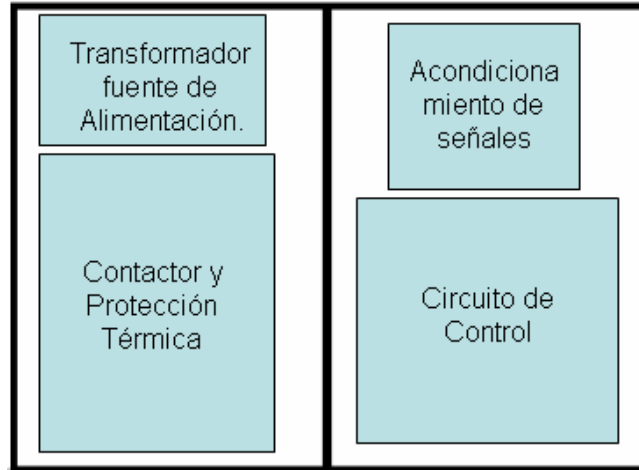 Transformador
fuente de
Alimentación.
Contactor y
Protección
Térmica
Acondiciona
miento de
señales
Circuito de
Control